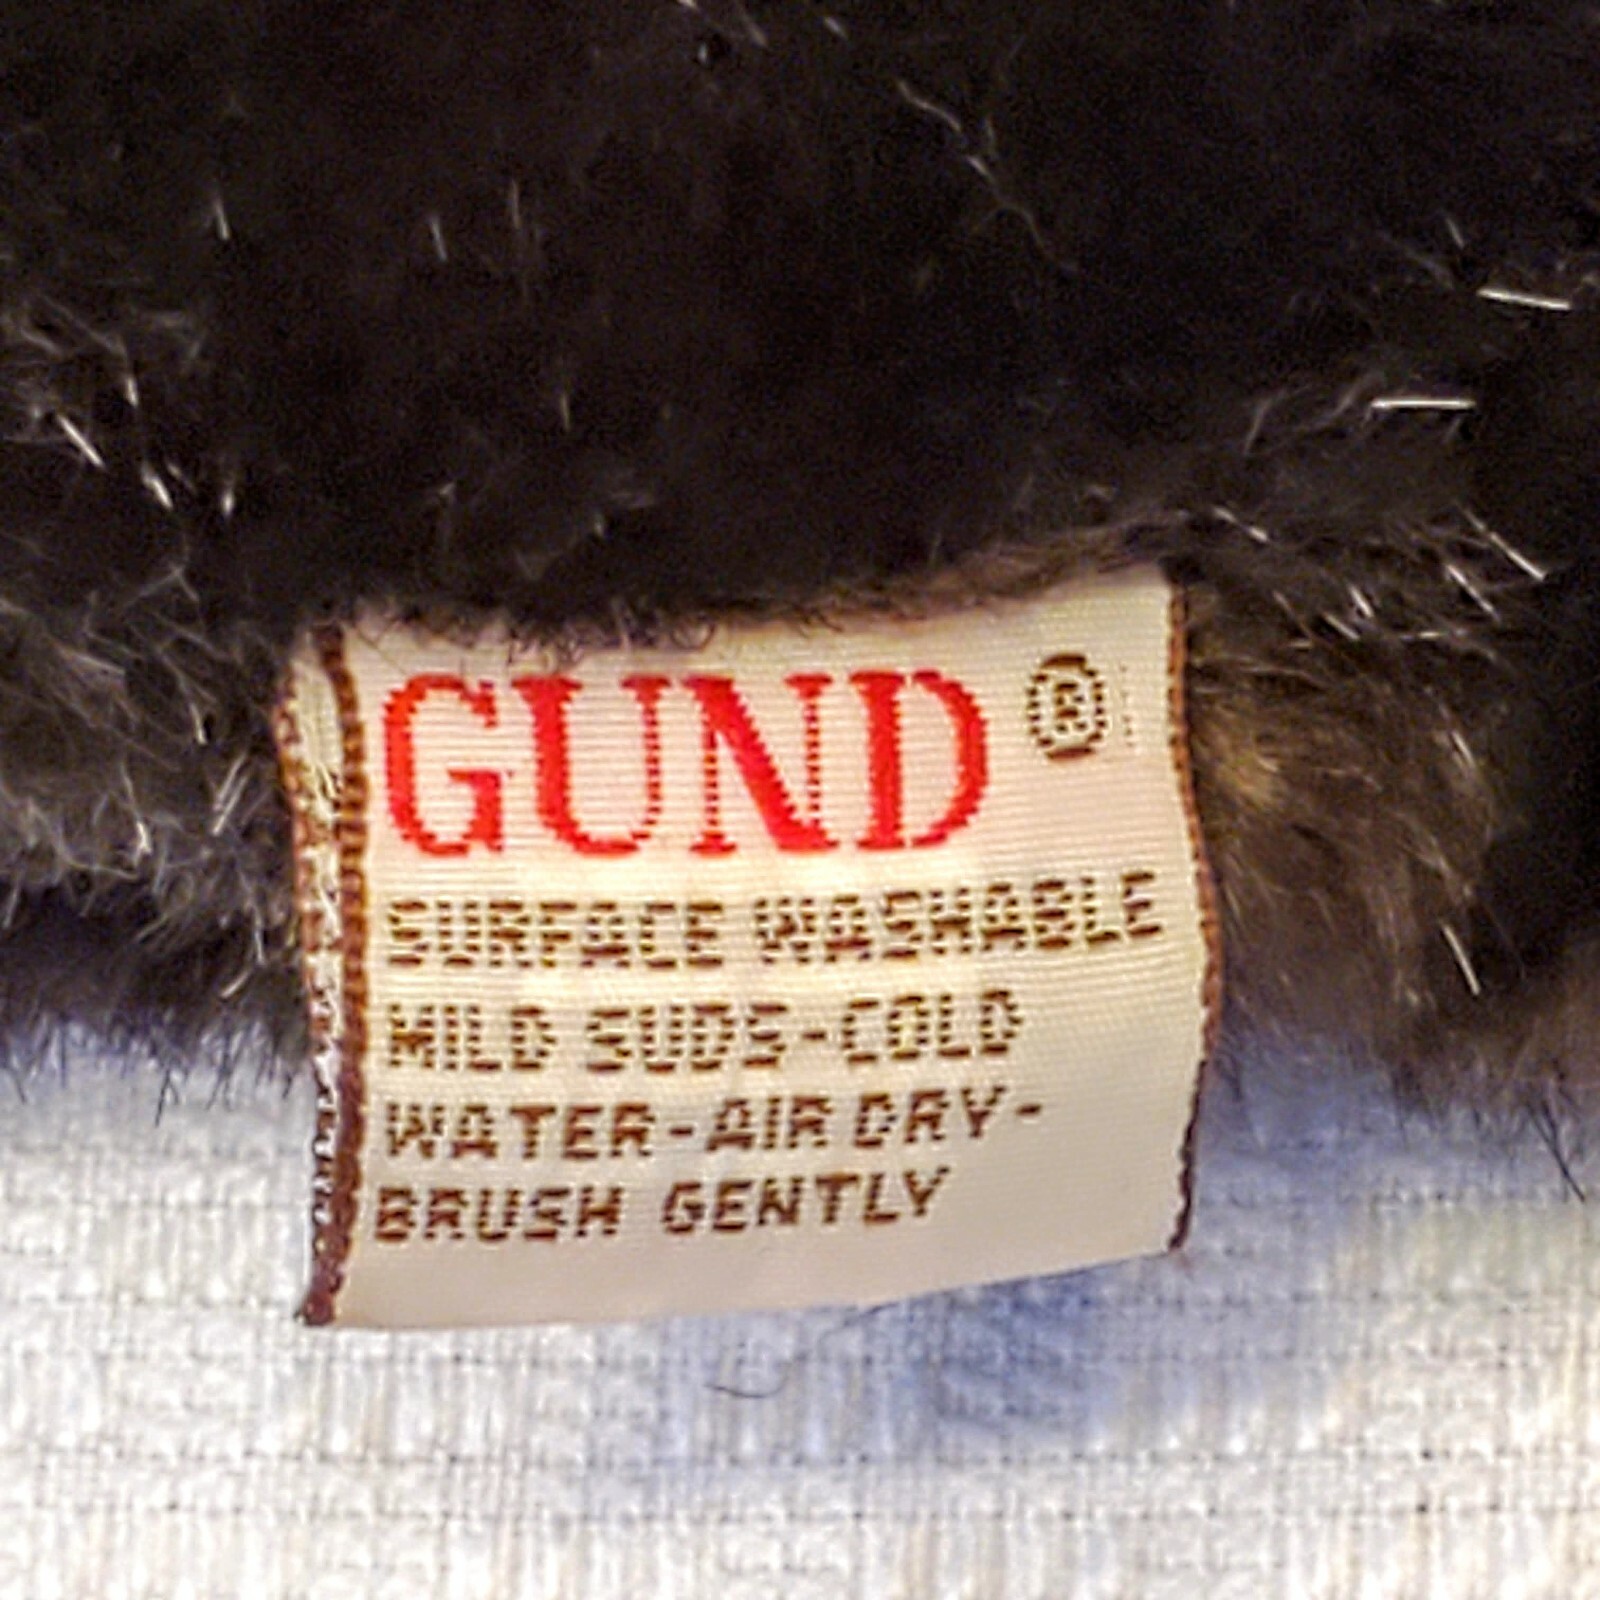 GUND ®
SURFACE WASHABLE
MILD SUDS-COLD
WATER-AIR DRY-
BRUSH GENTLY